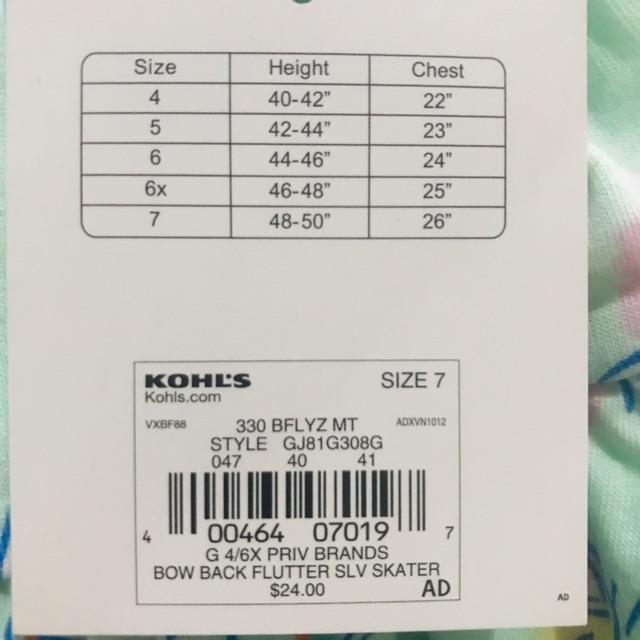 Size Height Chest
4 40-42” 22”
5 42-44” 23”
6 44-46” 24”
6x 46-48” 25”
7 48-50” 26”
KOHL'S SIZE 7
Kohls.com
VXBF88 330 BFLYZ MT ADXVN1012
STYLE GJ81G308G
047 40 41
4 00464 07019 7
G 4/6X PRIV BRANDS
BOW BACK FLUTTER SLV SKATER
$24.00 AD
AD